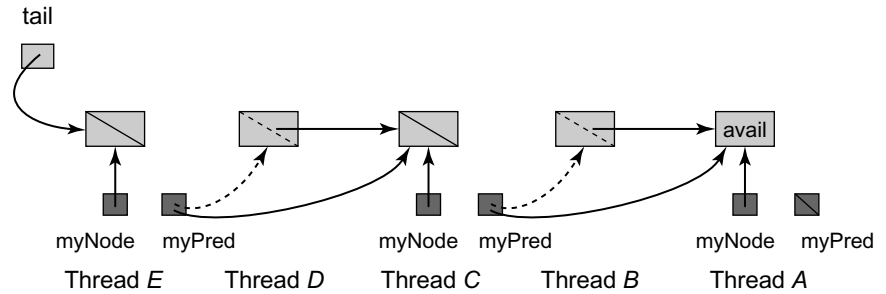 tail
avail
myNode myPred myNode myPred myNode myPred
Thread E Thread D Thread C Thread B Thread A